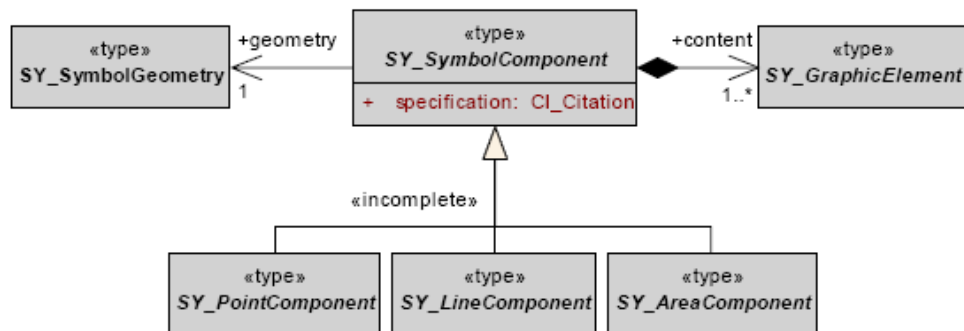 «type»
SY_SymbolGeometry
+geometry
1
«type»
SY_SymbolComponent
+ specification: CI_Citation
+content
1..*
«type»
SY_GraphicElement
«incomplete»
«type»
SY_PointComponent
«type»
SY_LineComponent
«type»
SY_AreaComponent